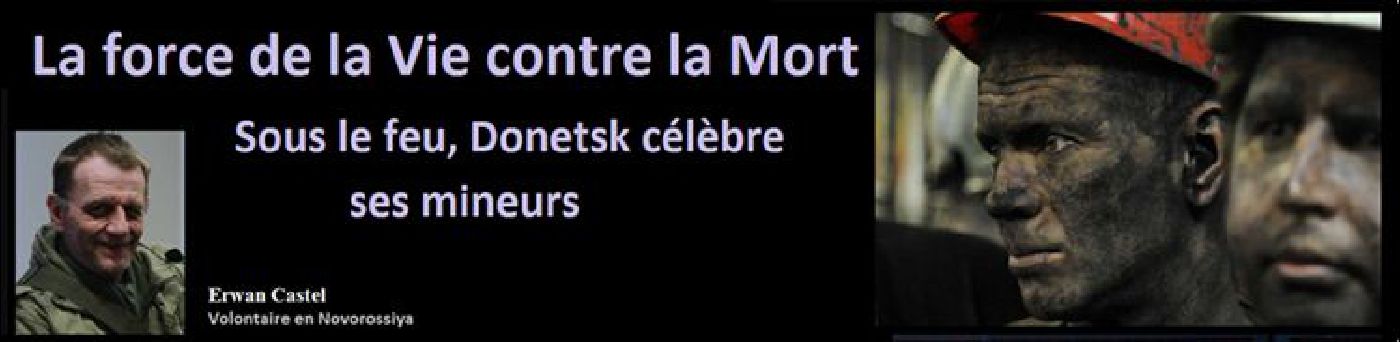 La force de la Vie contre la Mort
Sous le feu, Donetsk célèbre
ses mineurs
Erwan Castel
Volontaire en Novorossiya